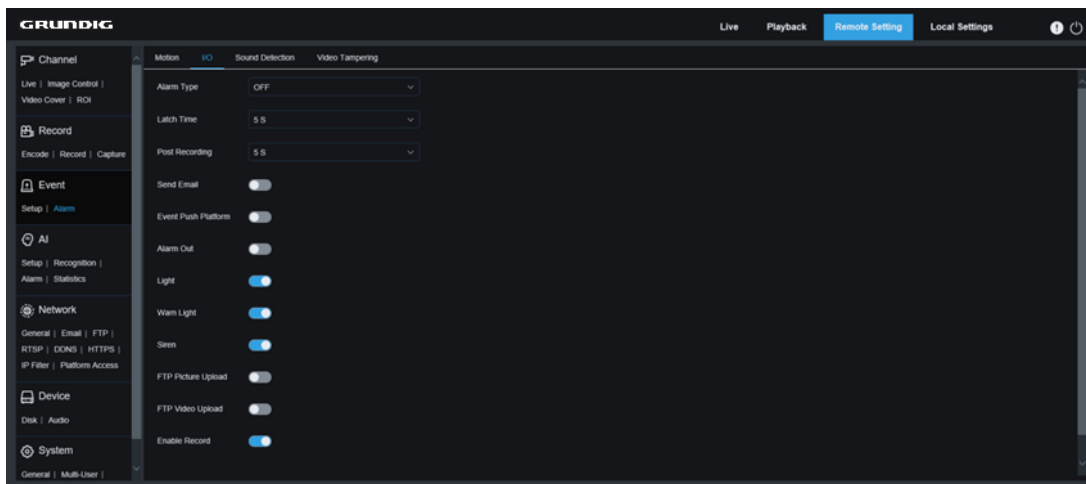 GRUNDIG
Live Playback Remote Setting Local Settings
Channel
Live | Image Control |
Video Cover | ROI
Record
Encode | Record | Capture
Event
Setup | Alarm
AI
Setup | Recognition |
Alarm | Statistics
Network
General | Email | FTP |
RTSP | DDNS | HTTPS |
IP Filter | Platform Access
Device
Disk | Audio
System
General | Multi-User |
Motion I/O Sound Detection Video Tampering
Alarm Type OFF
Latch Time 5 S
Post Recording 5 S
Send Email
Event Push Platform
Alarm Out
Light
Warn Light
Siren
FTP Picture Upload
FTP Video Upload
Enable Record